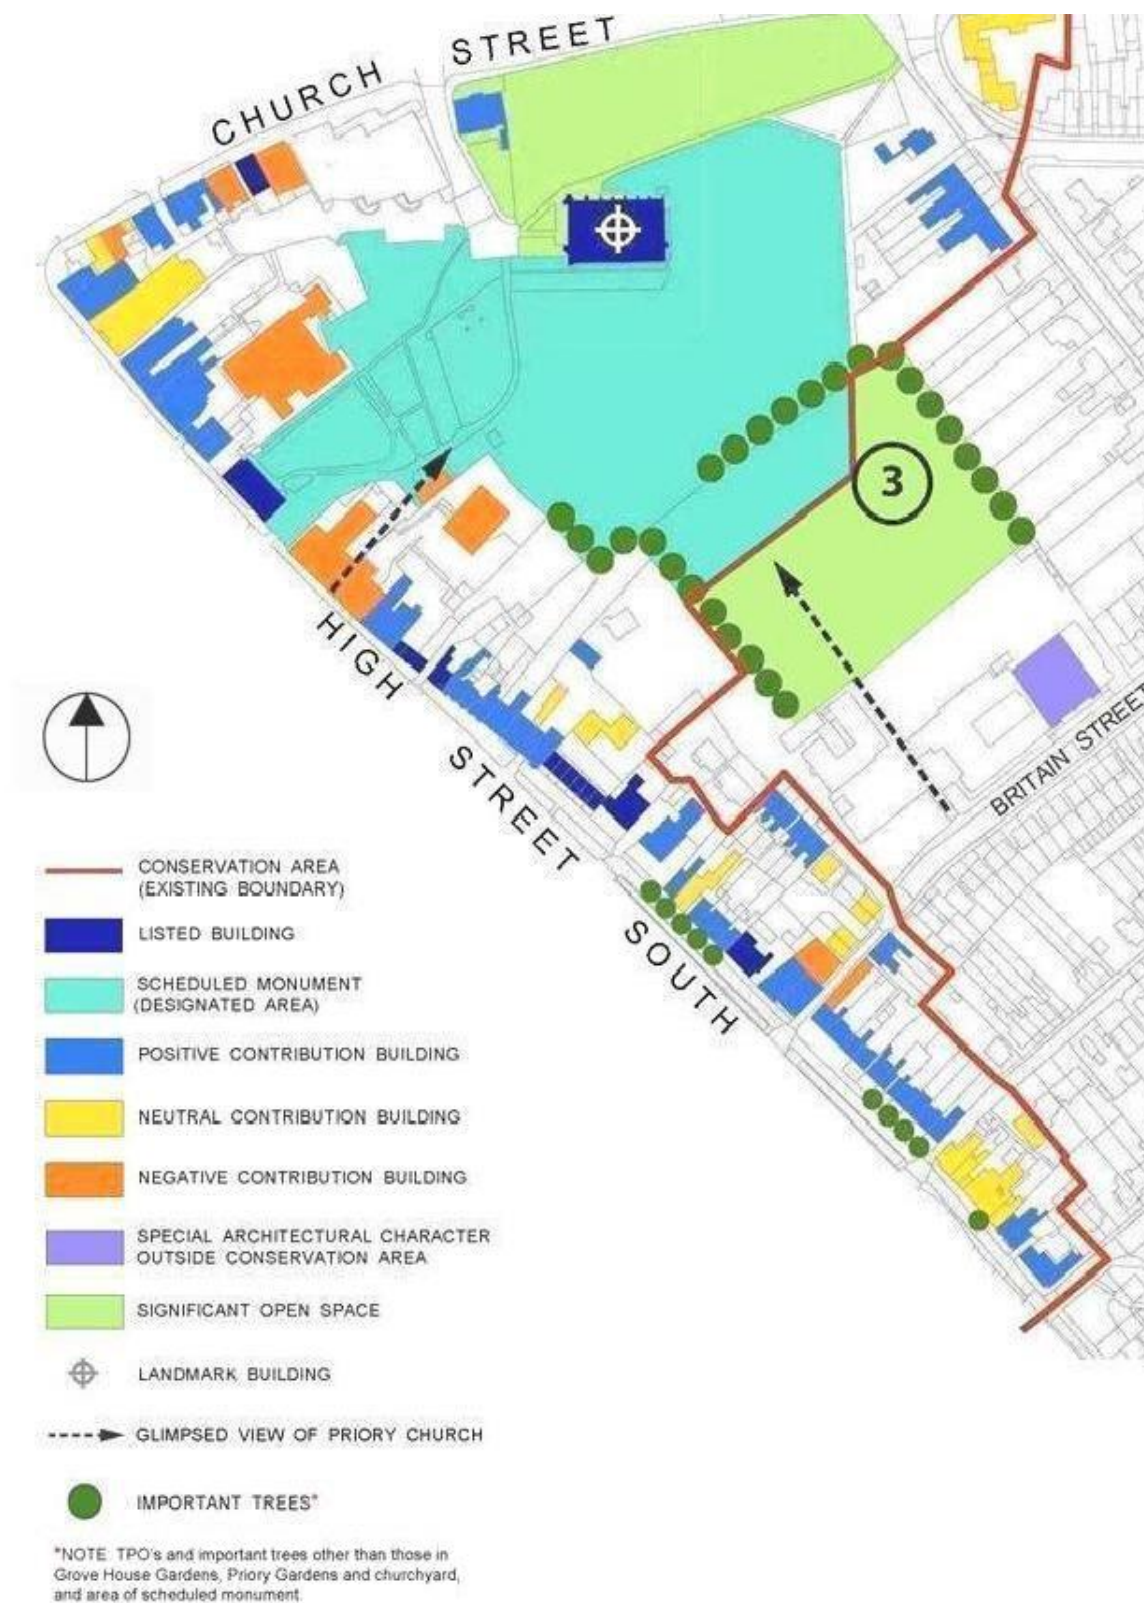 CHURCH STREET
3
HIGH STREET SOUTH
BRITAIN STREET
CONSERVATION AREA
(EXISTING BOUNDARY)
LISTED BUILDING
SCHEDULED MONUMENT
(DESIGNATED AREA)
POSITIVE CONTRIBUTION BUILDING
NEUTRAL CONTRIBUTION BUILDING
NEGATIVE CONTRIBUTION BUILDING
SPECIAL ARCHITECTURAL CHARACTER
OUTSIDE CONSERVATION AREA
SIGNIFICANT OPEN SPACE
LANDMARK BUILDING
GLIMPSED VIEW OF PRIORY CHURCH
IMPORTANT TREES*
*NOTE: TPO's and important trees other than those in
Grove House Gardens, Priory Gardens and churchyard,
and area of scheduled monument.